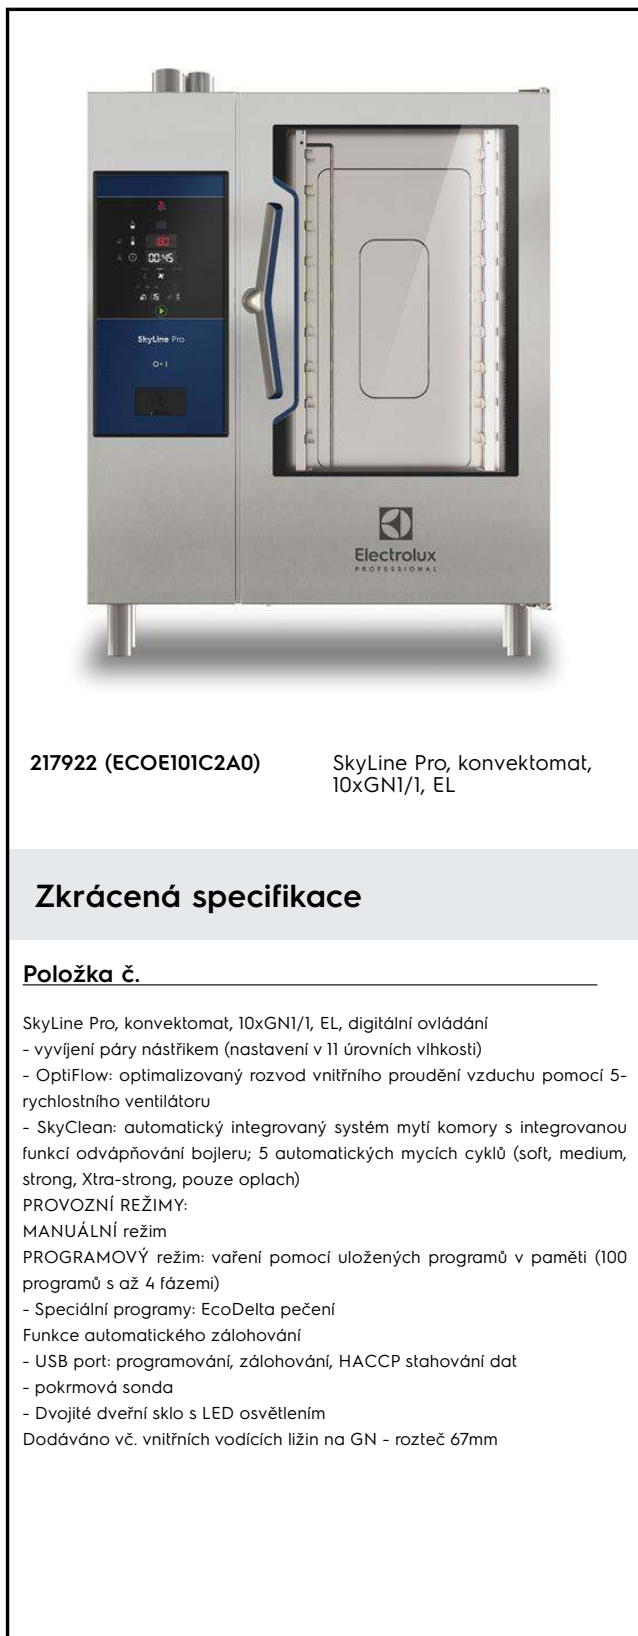 180
00:45
15
SkyLine Pro
Electrolux
PROFESSIONAL
217922 (ECOE101C2A0)
SkyLine Pro, konvektomat,
10xGN1/1, EL
Zkrácená specifikace
Položka č.
SkyLine Pro, konvektomat, 10xGN1/1, EL, digitální ovládání
- vyvíjení páry nástřikem (nastavení v 11 úrovních vlhkosti)
- OptiFlow: optimalizovaný rozvod vnitřního proudění vzduchu pomocí 5-
rychlostního ventilátoru
- SkyClean: automatický integrovaný systém mytí komory s integrovanou
funkcí odvápňování bojleru; 5 automatických mycích cyklů (soft, medium,
strong, Xtra-strong, pouze oplach)
PROVOZNÍ REŽIMY:
MANUÁLNÍ režim
PROGRAMOVÝ režim: vaření pomocí uložených programů v paměti (100
programů s až 4 fázemi)
- Speciální programy: EcoDelta pečení
Funkce automatického zálohování
- USB port: programování, zálohování, HACCP stahování dat
- pokrmová sonda
- Dvojité dveřní sklo s LED osvětlením
Dodáváno vč. vnitřních vodících ližin na GN - rozteč 67mm